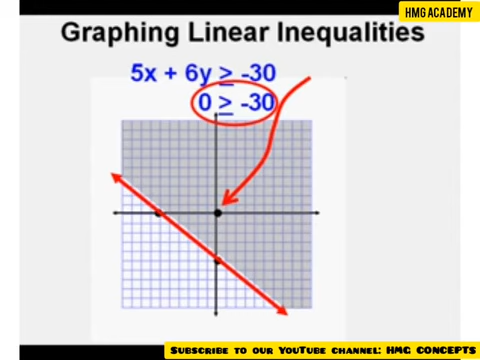 HMG ACADEMY
Graphing Linear Inequalities
5x + 6y ≥ -30
0 ≥ -30
Subscribe to our YouTube channel: HMG CONCEPTS